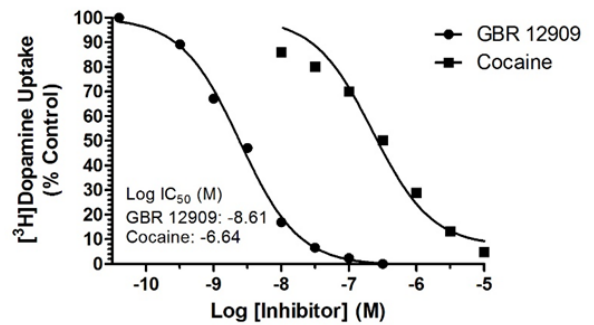 [³H]Dopamine Uptake
(% Control)
100
90
80
70
60
50
40
30
20
10
0
GBR 12909
Cocaine
Log IC₅₀ (M)
GBR 12909: -8.61
Cocaine: -6.64
-10 -9 -8 -7 -6 -5
Log [Inhibitor] (M)